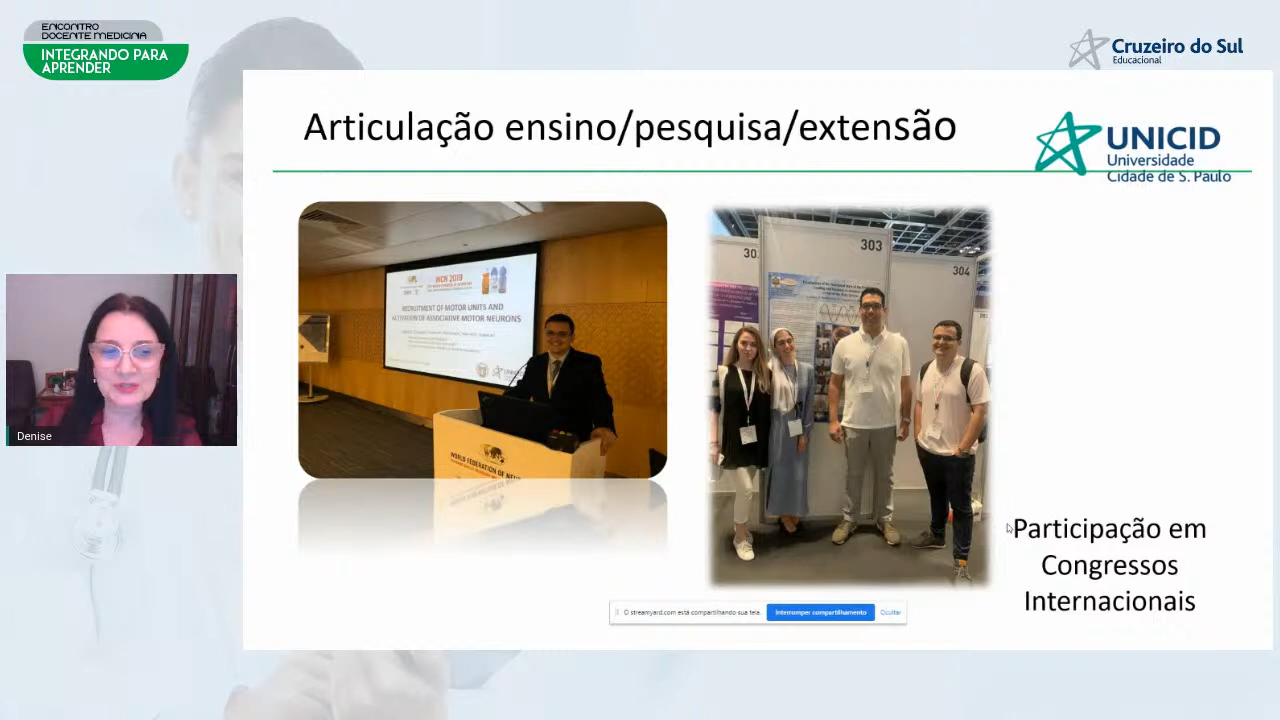 ENCONTRO
DOCENTE MEDICINA
INTEGRANDO PARA
APRENDER
Cruzeiro do Sul
Educacional
Articulação ensino/pesquisa/extensão
UNICID
Universidade
Cidade de S. Paulo
WCN 2019
RECRUITMENT OF MOTOR UNITS AND
ACTIVATION OF ASSOCIATIVE MOTOR NEURONS
WORLD FEDERATION OF NEU
303
304
Denise
Participação em
Congressos
Internacionais
O streamyard.com está compartilhando sua tela.
Interromper compartilhamento
Ocultar